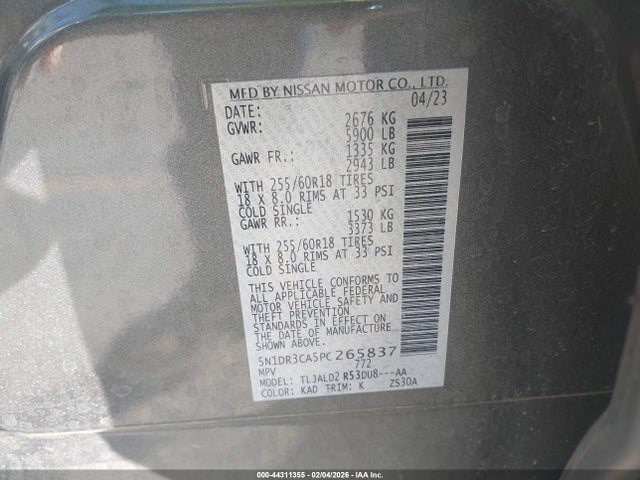 MFD BY NISSAN MOTOR CO., LTD.
DATE: 04/23
GVWR: 2676 KG
5900 LB
GAWR FR.: 1335 KG
2943 LB
WITH 255/60R18 TIRES
18 X 8.0 RIMS AT 33 PSI
COLD SINGLE
GAWR RR.: 1530 KG
3373 LB
WITH 255/60R18 TIRES
18 X 8.0 RIMS AT 33 PSI
COLD SINGLE
THIS VEHICLE CONFORMS TO
ALL APPLICABLE FEDERAL
MOTOR VEHICLE SAFETY AND
THEFT PREVENTION
STANDARDS IN EFFECT ON
THE DATE OF MANUFACTURE
SHOWN ABOVE.
5N1DR3CA5PC265837
MPV 772
MODEL: TLJALD2 R53DU8---AA
COLOR: KAD TRIM: K ZS30A
000-44311355 - 02/04/2026 - IAA Inc.